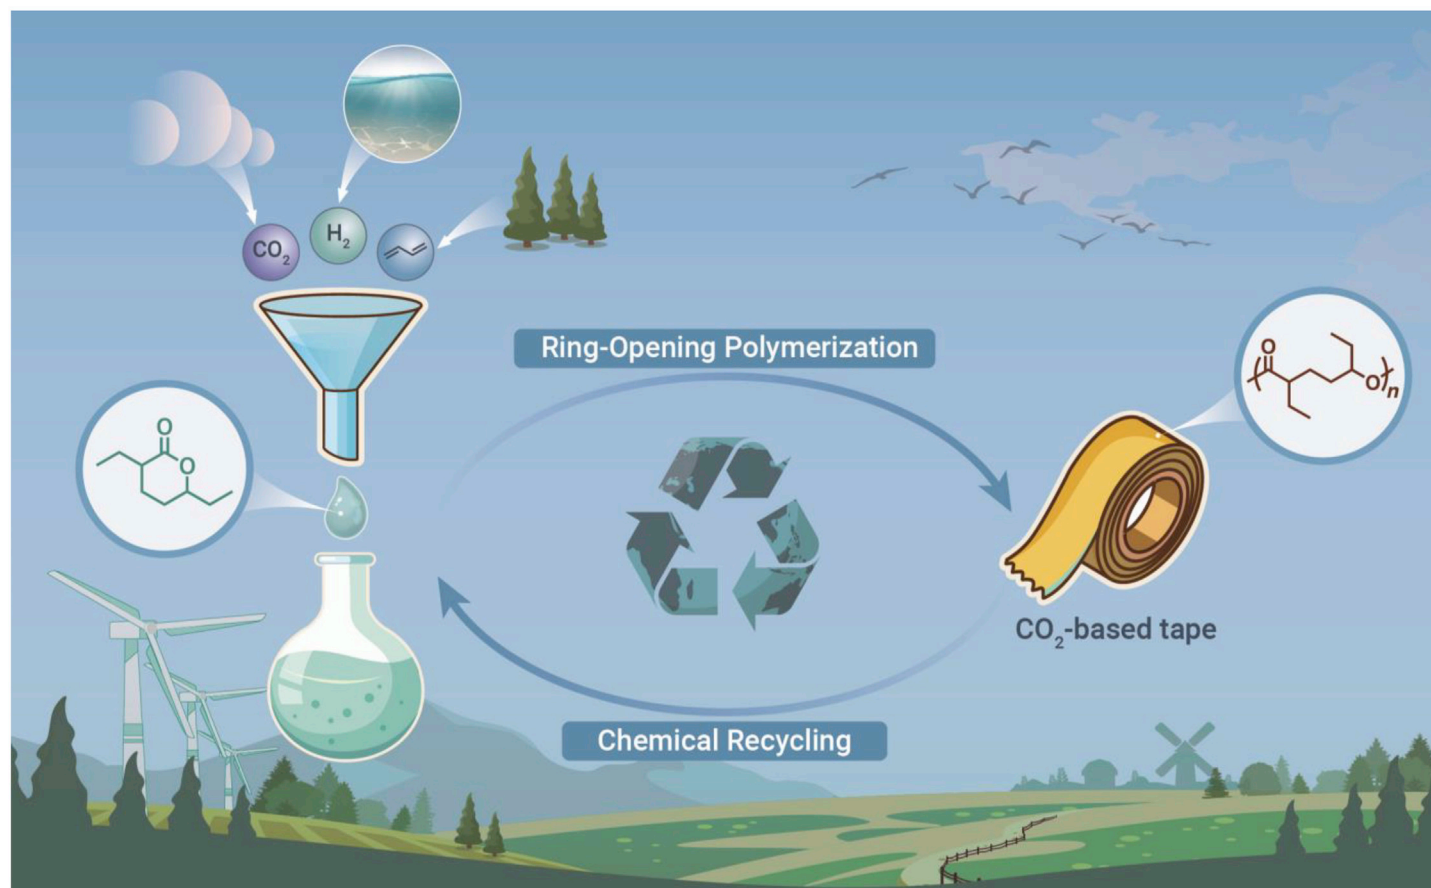 CO₂
H₂
Ring-Opening Polymerization
O
O
O
O
n
CO₂-based tape
Chemical Recycling